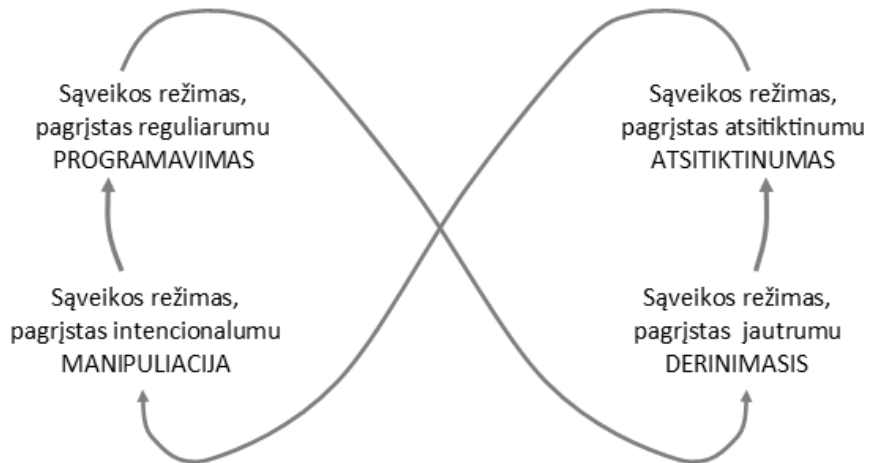 Sąveikos režimas,
pagrįstas reguliarumu
PROGRAMAVIMAS
Sąveikos režimas,
pagrįstas atsitiktinumu
ATSITIKTINUMAS
Sąveikos režimas,
pagrįstas intencionalumu
MANIPULIACIJA
Sąveikos režimas,
pagrįstas jautrumu
DERINIMASIS